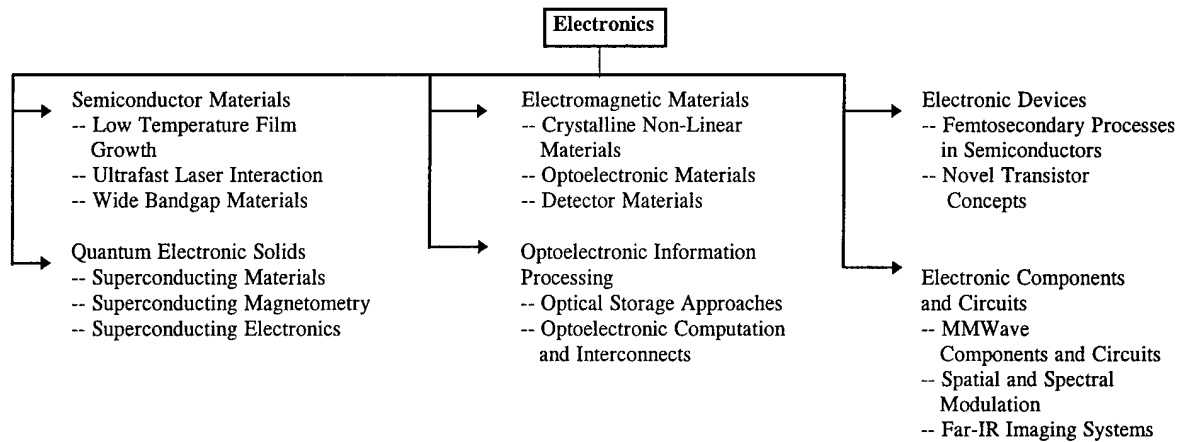 Electronics
Semiconductor Materials
-- Low Temperature Film
Growth
-- Ultrafast Laser Interaction
-- Wide Bandgap Materials
Quantum Electronic Solids
-- Superconducting Materials
-- Superconducting Magnetometry
-- Superconducting Electronics
Electromagnetic Materials
-- Crystalline Non-Linear
Materials
-- Optoelectronic Materials
-- Detector Materials
Optoelectronic Information
Processing
-- Optical Storage Approaches
-- Optoelectronic Computation
and Interconnects
Electronic Devices
-- Femtosecondary Processes
in Semiconductors
-- Novel Transistor
Concepts
Electronic Components
and Circuits
-- MMWave
Components and Circuits
-- Spatial and Spectral
Modulation
-- Far-IR Imaging Systems